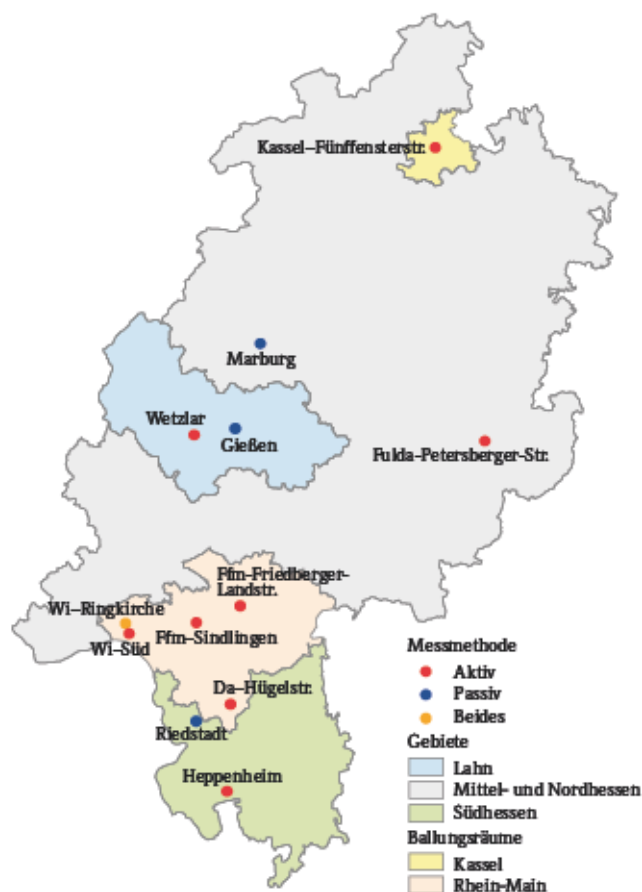 Kassel–Fünffensterstr.
Marburg
Wetzlar
Gießen
Fulda-Petersberger-Str.
Ffm-Friedberger-
Landstr.
Wi–Ringkirche
Ffm–Sindlingen
Wi–Süd
Da–Hügelstr.
Riedstadt
Heppenheim
Messmethode
Aktiv
Passiv
Beides
Gebiete
Lahn
Mittel- und Nordhessen
Südhessen
Ballungsräume
Kassel
Rhein-Main